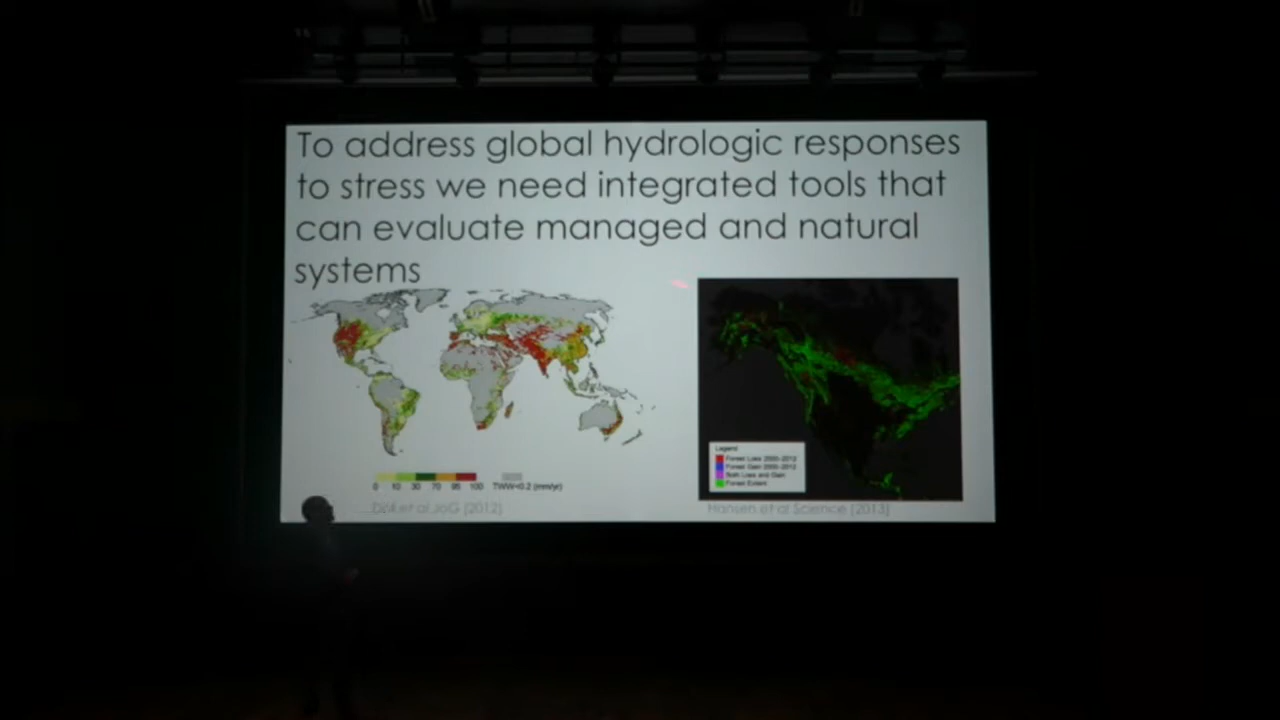 To address global hydrologic responses
to stress we need integrated tools that
can evaluate managed and natural
systems
Legend
Forest Loss 2000-2012
Forest Gain 2000-2012
Both Loss and Gain
Forest Extent
0 10 30 70 95 100 TWW<0.2 (mm/yr)
et al JoG [2012]
Hansen et al Science [2013]